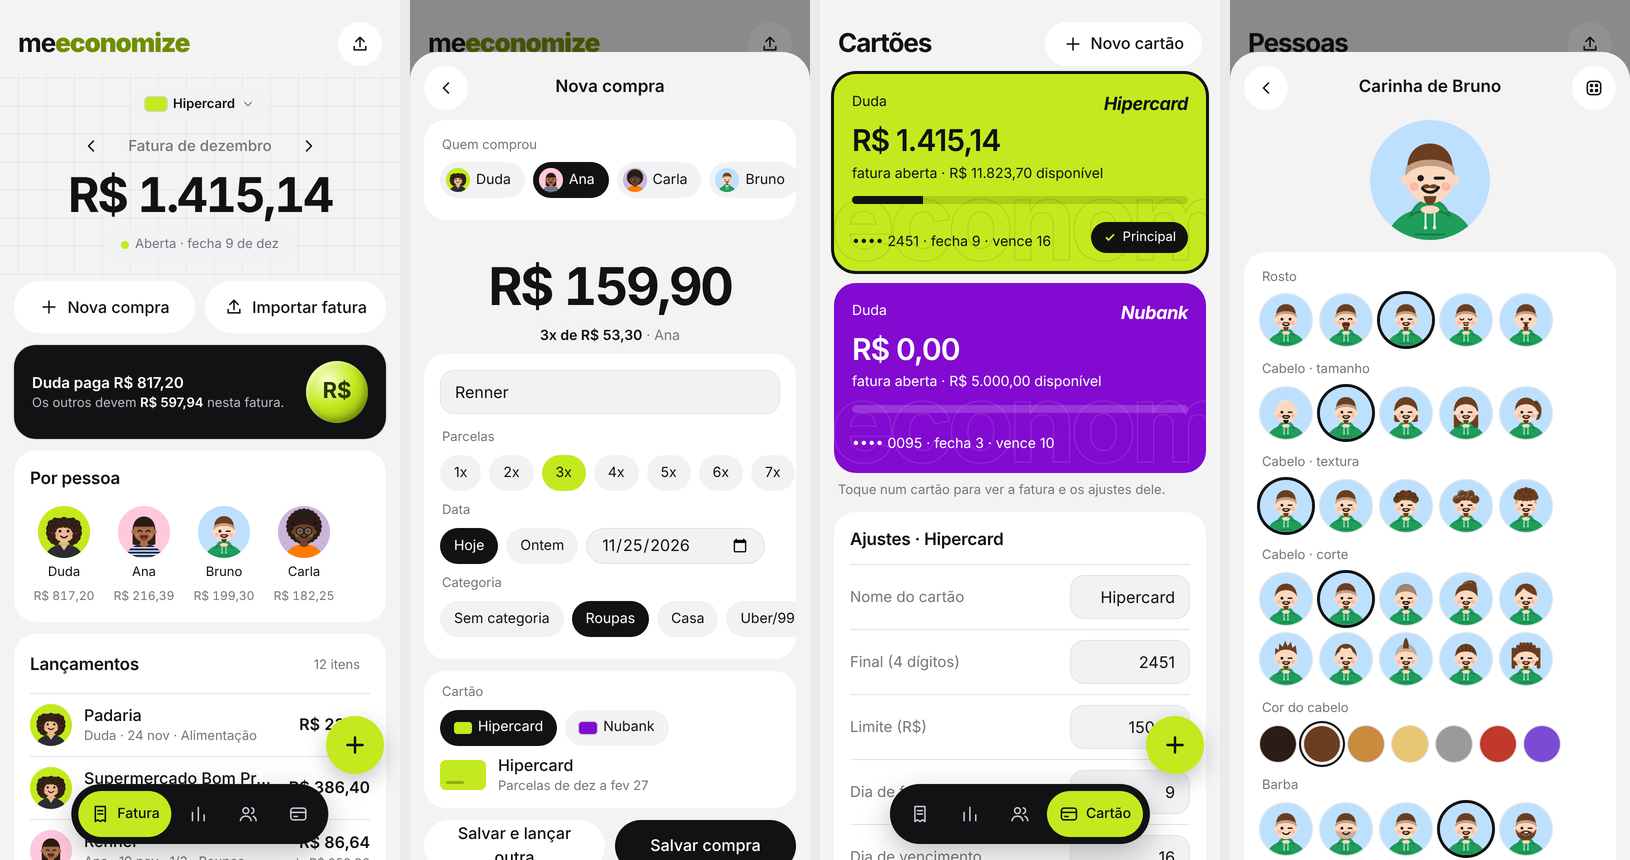 meeconomize
Hipercard
Fatura de dezembro
R$ 1.415,14
Aberta · fecha 9 de dez
Nova compra
Importar fatura
Duda paga R$ 817,20
Os outros devem R$ 597,94 nesta fatura.
R$
Por pessoa
Duda
Ana
Bruno
Carla
R$ 817,20
R$ 216,39
R$ 199,30
R$ 182,25
Lançamentos
12 itens
Padaria
Duda · 24 nov · Alimentação
Supermercado Bom Pr...
386,40
R$ 86,64
Fatura
meeconomize
Nova compra
Quem comprou
Duda
Ana
Carla
Bruno
R$ 159,90
3x de R$ 53,30 · Ana
Renner
Parcelas
1x
2x
3x
4x
5x
6x
7x
Data
Hoje
Ontem
11/25/2026
Categoria
Sem categoria
Roupas
Casa
Uber/99
Cartão
Hipercard
Nubank
Hipercard
Parcelas de dez a fev 27
Salvar e lançar
outra
Salvar compra
Cartões
Novo cartão
Duda
Hipercard
R$ 1.415,14
fatura aberta · R$ 11.823,70 disponível
econom
•••• 2451 · fecha 9 · vence 16
Principal
Duda
Nubank
R$ 0,00
fatura aberta · R$ 5.000,00 disponível
econom
•••• 0095 · fecha 3 · vence 10
Toque num cartão para ver a fatura e os ajustes dele.
Ajustes · Hipercard
Nome do cartão
Hipercard
Final (4 dígitos)
2451
Limite (R$)
150
Dia de
9
Cartão
Dia de vencimento
16
Pessoas
Carinha de Bruno
Rosto
Cabelo · tamanho
Cabelo · textura
Cabelo · corte
Cor do cabelo
Barba